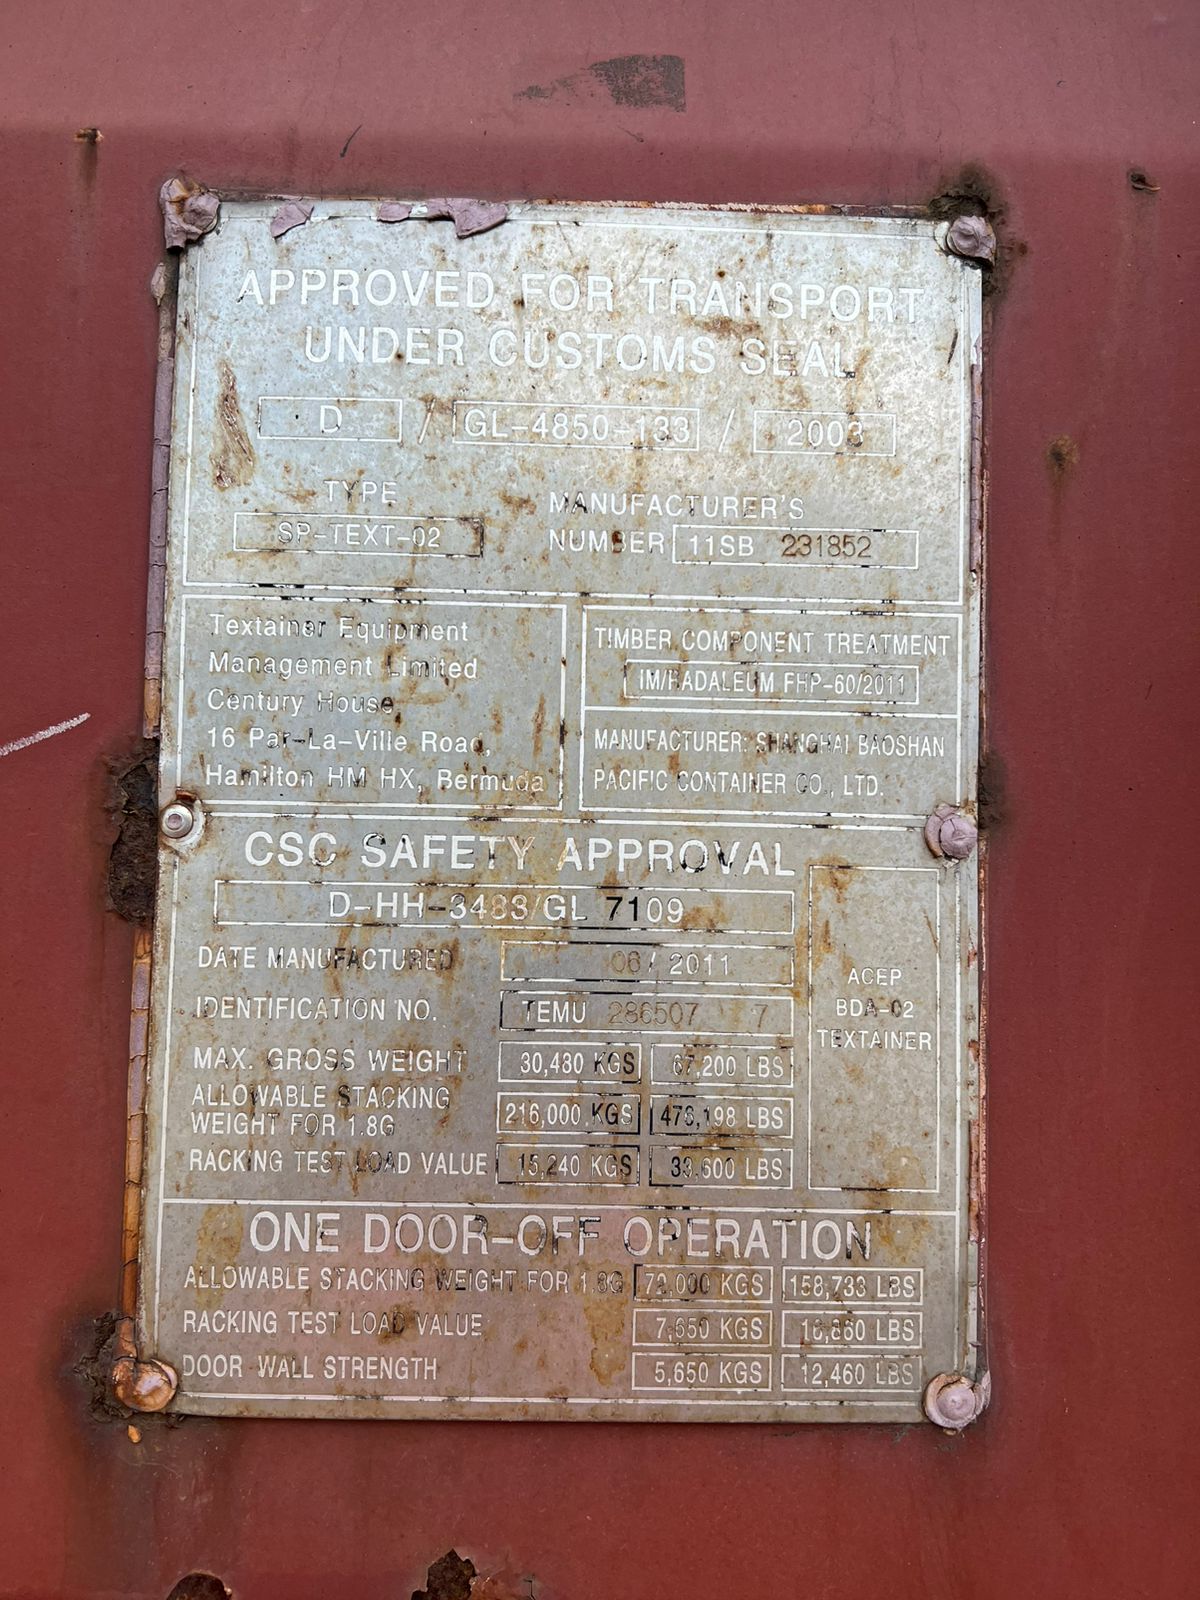 APPROVED FOR TRANSPORT
UNDER CUSTOMS SEAL
D / GL-4850-133 / 2003
TYPE
SP-TEXT-02
MANUFACTURER'S
NUMBER 11SB 231852
Textainer Equipment
Management Limited
Century House,
16 Par-La-Ville Road,
Hamilton HM HX, Bermuda
TIMBER COMPONENT TREATMENT
IM/RADALEUM FHP-60/2011
MANUFACTURER: SHANGHAI BAOSHAN
PACIFIC CONTAINER CO., LTD.
CSC SAFETY APPROVAL
D-HH-3483/GL 7109
DATE MANUFACTURED 06/ 2011
IDENTIFICATION NO. TEMU 286507 7
MAX. GROSS WEIGHT 30,480 KGS 67,200 LBS
ALLOWABLE STACKING
WEIGHT FOR 1.8G 216,000 KGS 476,198 LBS
RACKING TEST LOAD VALUE 15,240 KGS 33,600 LBS
ACEP
BDA-02
TEXTAINER
ONE DOOR-OFF OPERATION
ALLOWABLE STACKING WEIGHT FOR 1.8G 72,000 KGS 158,733 LBS
RACKING TEST LOAD VALUE 7,650 KGS 16,860 LBS
DOOR WALL STRENGTH 5,650 KGS 12,460 LBS